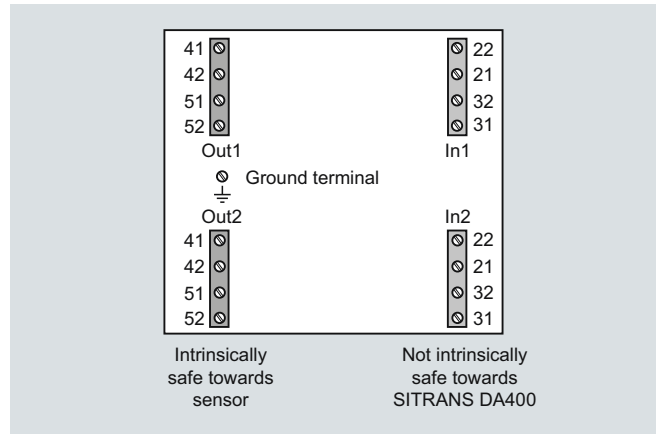 41 22
42 21
51 32
52 31
Out1 In1
Ground terminal
Out2 In2
41 22
42 21
51 32
52 31
Intrinsically
safe towards
sensor
Not intrinsically
safe towards
SITRANS DA400